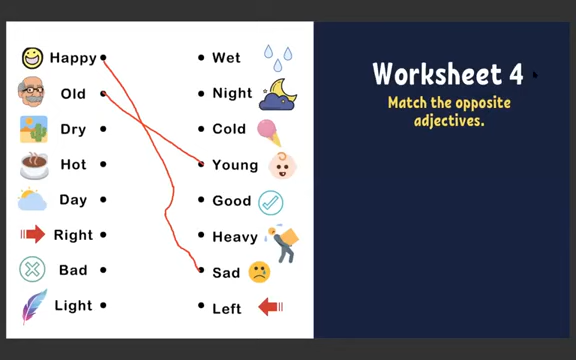 Happy
Old
Dry
Hot
Day
Right
Bad
Light
Wet
Night
Cold
Young
Good
Heavy
Sad
Left
Worksheet 4
Match the opposite
adjectives.